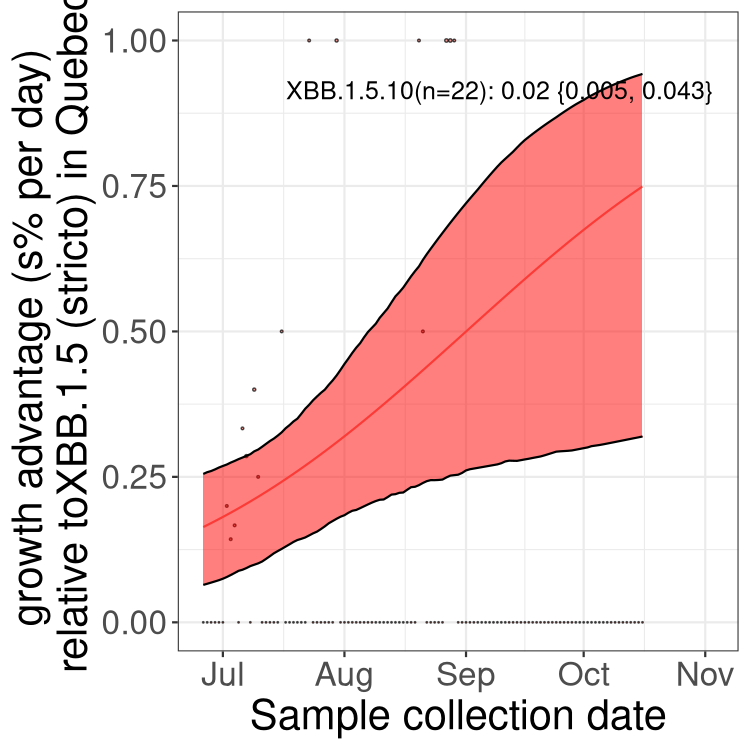 growth advantage (s% per day)
relative toXBB.1.5 (stricto) in Quebec
1.00
XBB.1.5.10(n=22): 0.02 {0.005, 0.043}
0.75
0.50
0.25
0.00
Jul Aug Sep Oct Nov
Sample collection date